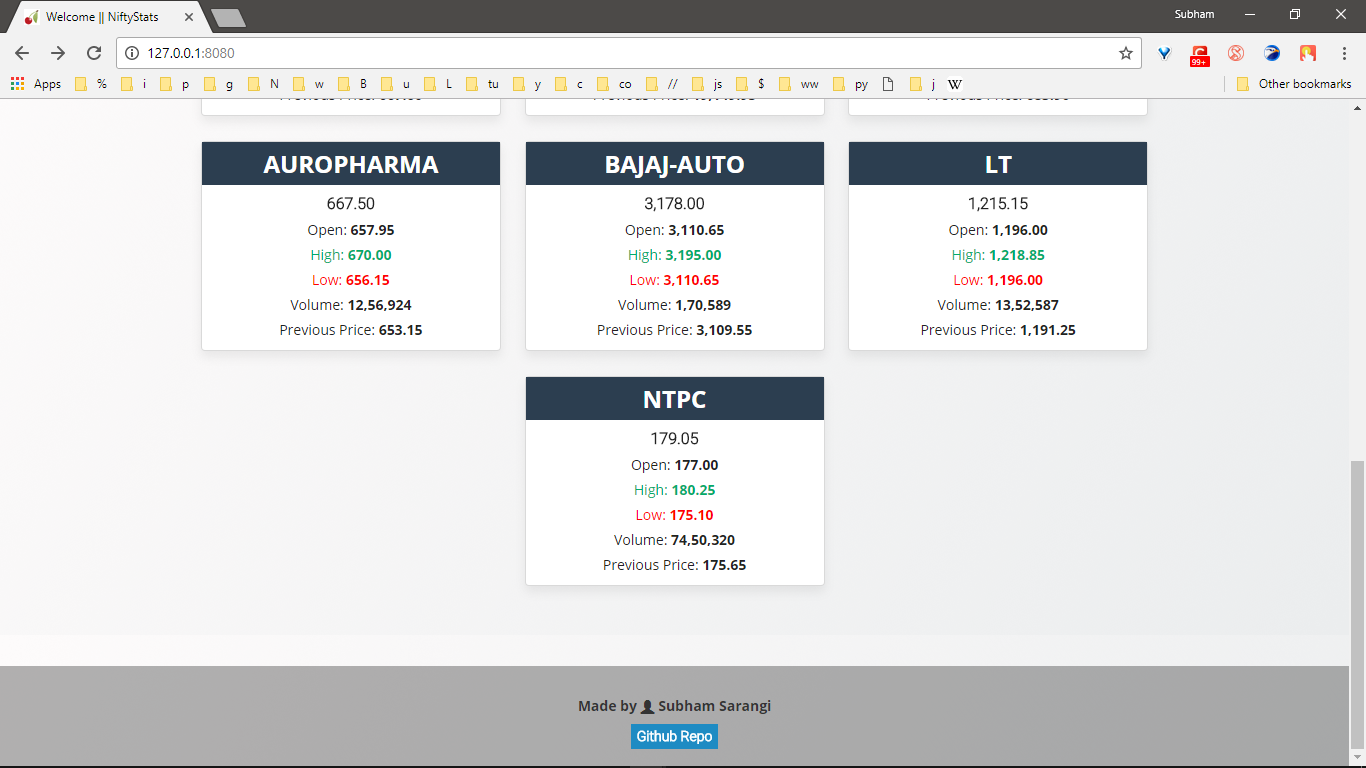 Welcome || NiftyStats
Subham
127.0.0.1:8080
99+
Apps % i p g N w B u L tu y c co // js $ ww py j W Other bookmarks
AUROPHARMA
667.50
Open: 657.95
High: 670.00
Low: 656.15
Volume: 12,56,924
Previous Price: 653.15
BAJAJ-AUTO
3,178.00
Open: 3,110.65
High: 3,195.00
Low: 3,110.65
Volume: 1,70,589
Previous Price: 3,109.55
LT
1,215.15
Open: 1,196.00
High: 1,218.85
Low: 1,196.00
Volume: 13,52,587
Previous Price: 1,191.25
NTPC
179.05
Open: 177.00
High: 180.25
Low: 175.10
Volume: 74,50,320
Previous Price: 175.65
Made by Subham Sarangi
Github Repo